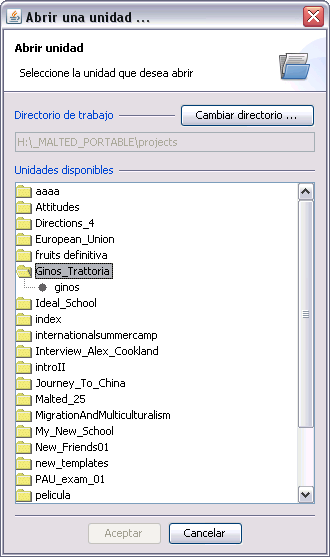 Abrir una unidad ...
Abrir unidad
Seleccione la unidad que desea abrir
Directorio de trabajo
Cambiar directorio ...
H:\_MALTED_PORTABLE\projects
Unidades disponibles
aaaa
Attitudes
Directions_4
European_Union
fruits definitiva
Ginos_Trattoria
ginos
Ideal_School
index
internationalsummercamp
Interview_Alex_Cookland
introII
Journey_To_China
Malted_25
MigrationAndMulticulturalism
My_New_School
New_Friends01
new_templates
PAU_exam_01
pelicula
Aceptar
Cancelar